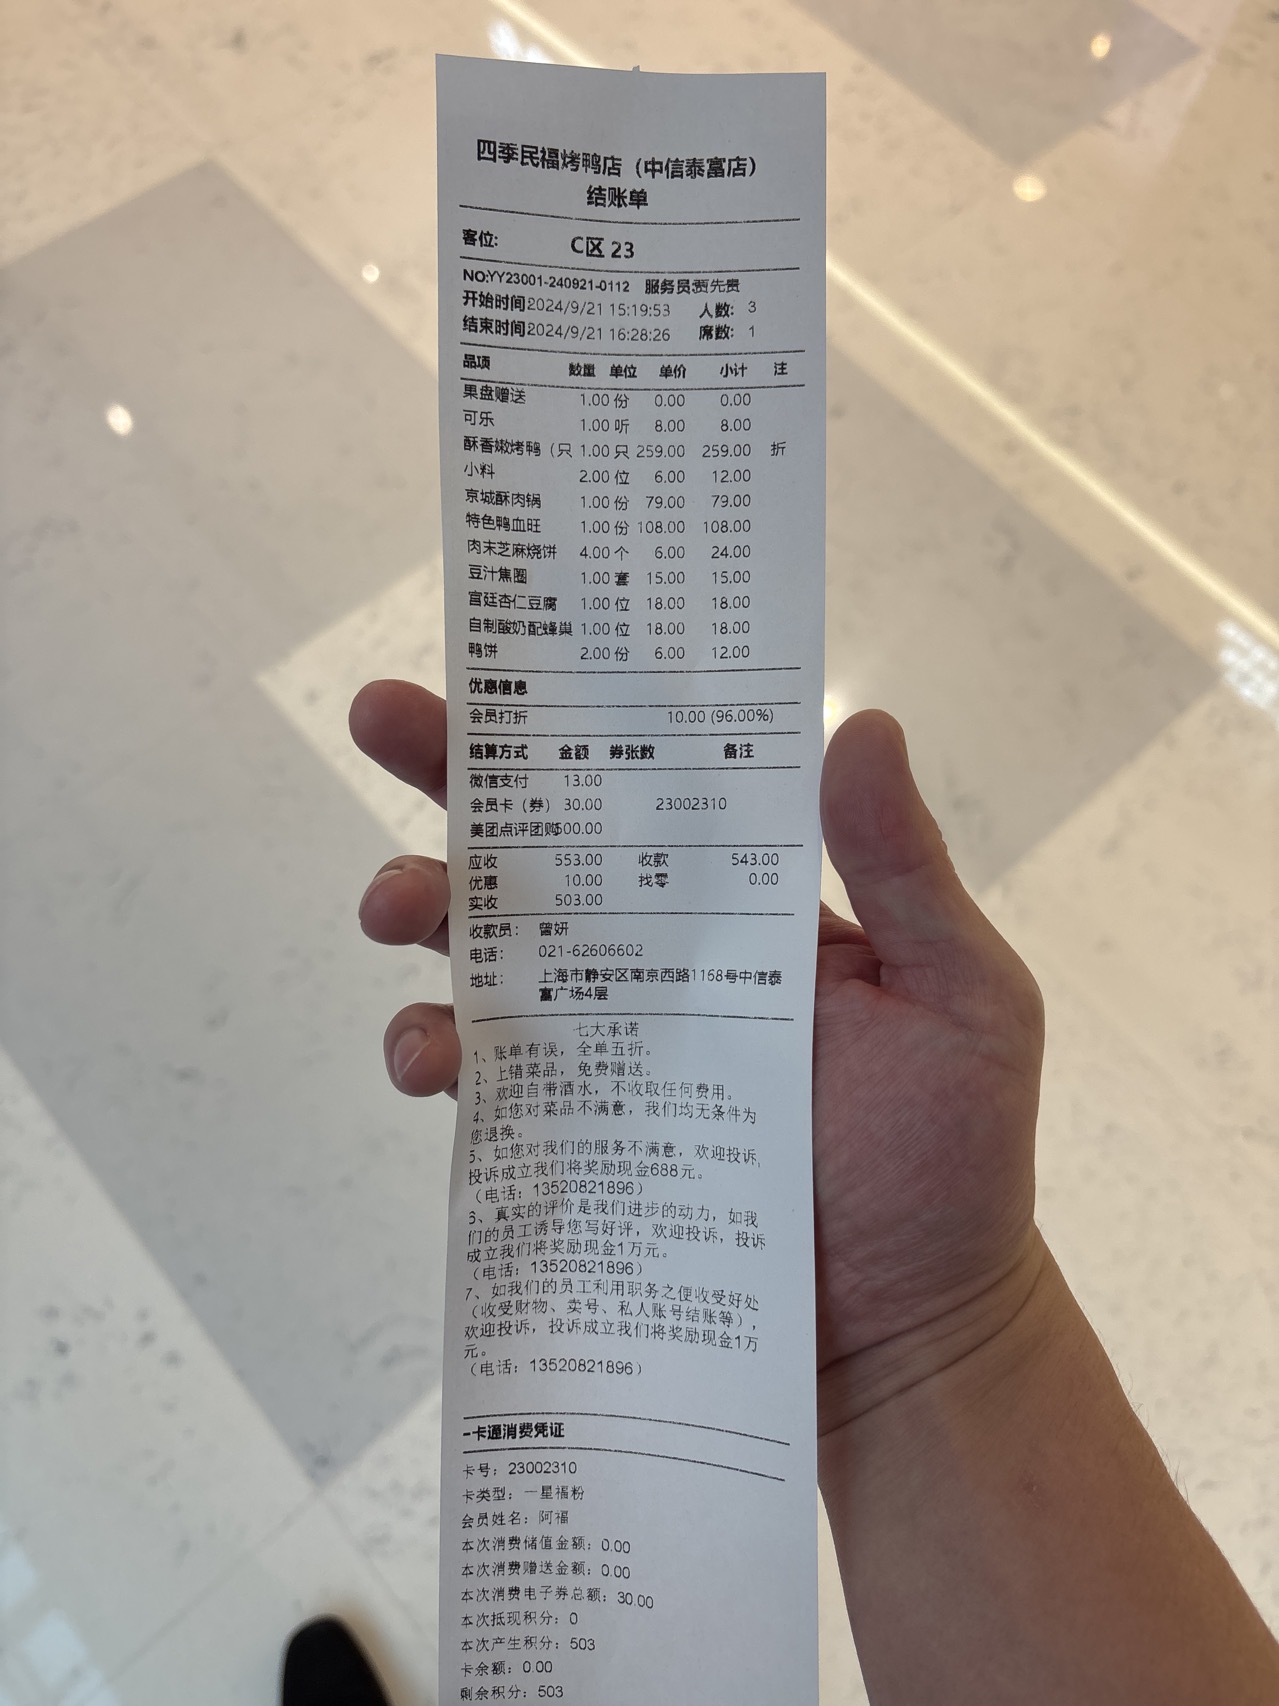 四季民福烤鸭店（中信泰富店）
结账单
客位: C区 23
NO:YY23001-240921-0112 服务员:贾先贵
开始时间2024/9/21 15:19:53 人数: 3
结束时间2024/9/21 16:28:26 席数: 1
品项 数量 单位 单价 小计 注
果盘赠送 1.00 份 0.00 0.00
可乐 1.00 听 8.00 8.00
酥香嫩烤鸭（只 1.00 只 259.00 259.00 折
小料 2.00 位 6.00 12.00
京城酥肉锅 1.00 份 79.00 79.00
特色鸭血旺 1.00 份 108.00 108.00
肉末芝麻烧饼 4.00 个 6.00 24.00
豆汁焦圈 1.00 套 15.00 15.00
宫廷杏仁豆腐 1.00 位 18.00 18.00
自制酸奶配蜂巢 1.00 位 18.00 18.00
鸭饼 2.00 份 6.00 12.00
优惠信息
会员打折 10.00 (96.00%)
结算方式 金额 券张数 备注
微信支付 13.00
会员卡（券） 30.00 23002310
美团点评团购500.00
应收 553.00 收款 543.00
优惠 10.00 找零 0.00
实收 503.00
收款员: 曾妍
电话: 021-62606602
地址: 上海市静安区南京西路1168号中信泰
富广场4层
七大承诺
1、账单有误，全单五折。
2、上错菜品，免费赠送。
3、欢迎自带酒水，不收取任何费用。
4、如您对菜品不满意，我们均无条件为
您退换。
5、如您对我们的服务不满意，欢迎投诉，
投诉成立我们将奖励现金688元。
（电话：13520821896）
6、真实的评价是我们进步的动力，如我
们的员工诱导您写好评，欢迎投诉，投诉
成立我们将奖励现金1万元。
（电话：13520821896）
7、如我们的员工利用职务之便收受好处
（收受财物、卖号、私人账号结账等），
欢迎投诉，投诉成立我们将奖励现金1万
元。
（电话：13520821896）
一卡通消费凭证
卡号：23002310
卡类型：一星福粉
会员姓名：阿福
本次消费储值金额：0.00
本次消费赠送金额：0.00
本次消费电子券总额：30.00
本次抵现积分：0
本次产生积分：503
卡余额：0.00
剩余积分：503